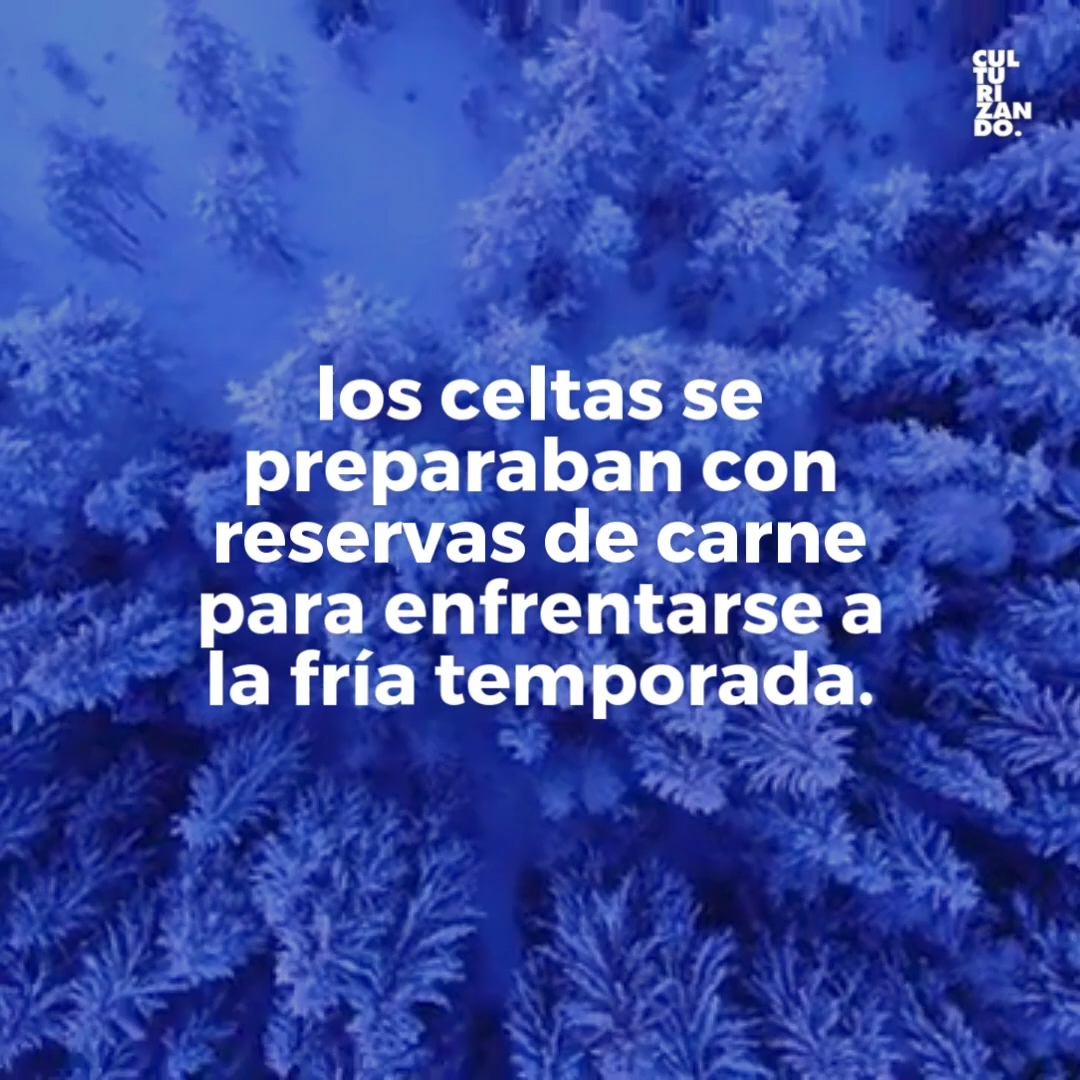 CUL
TU
RI
ZAN
DO.
los celtas se
preparaban con
reservas de carne
para enfrentarse a
la fría temporada.